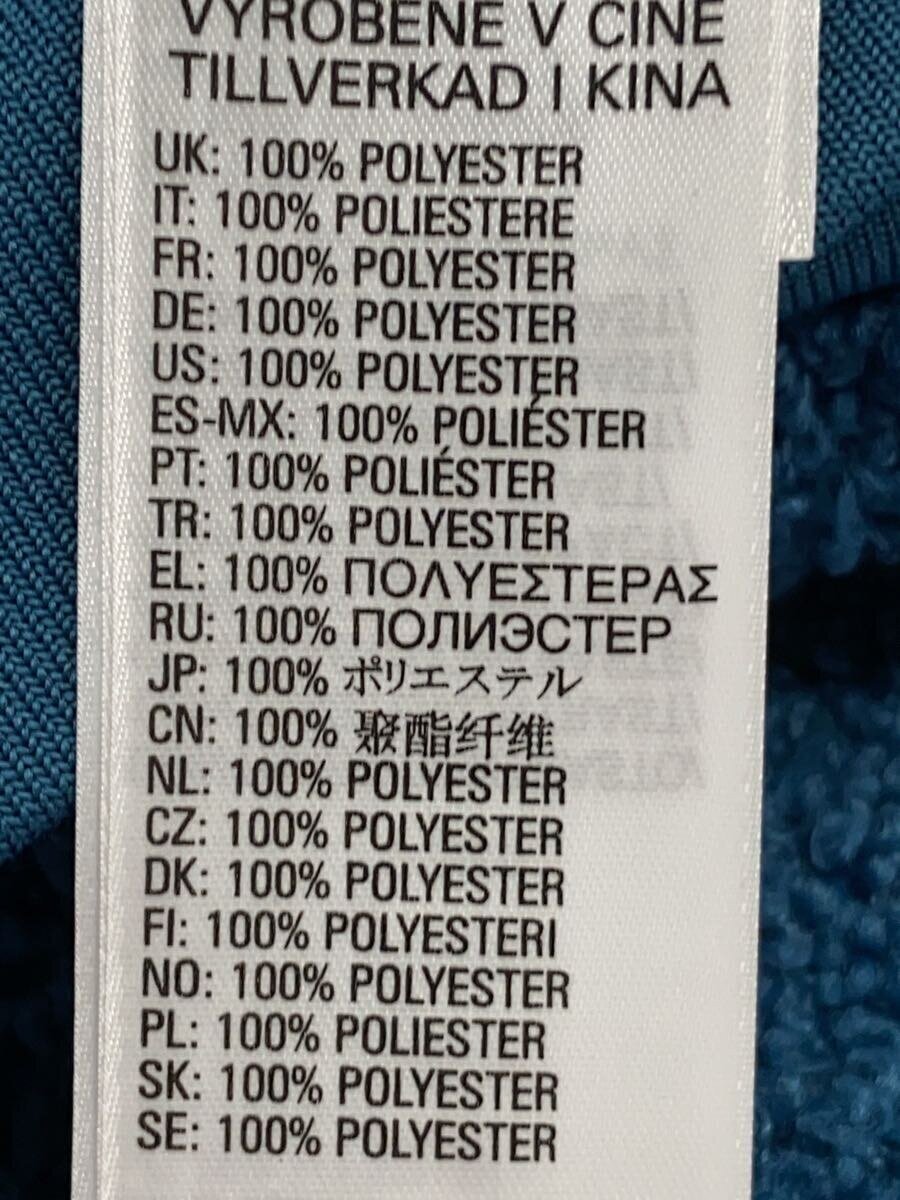 VYROBENÉ V ČÍNE
TILLVERKAD I KINA
UK: 100% POLYESTER
IT: 100% POLIESTERE
FR: 100% POLYESTER
DE: 100% POLYESTER
US: 100% POLYESTER
ES-MX: 100% POLIÉSTER
PT: 100% POLIÉSTER
TR: 100% POLYESTER
EL: 100% ΠΟΛΥΕΣΤΕΡΑΣ
RU: 100% ПОЛИЭСТЕР
JP: 100% ポリエステル
CN: 100% 聚酯纤维
NL: 100% POLYESTER
CZ: 100% POLYESTER
DK: 100% POLYESTER
FI: 100% POLYESTERI
NO: 100% POLYESTER
PL: 100% POLIESTER
SK: 100% POLYESTER
SE: 100% POLYESTER